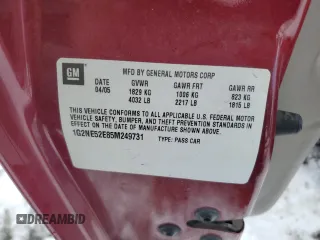 GM
MFD BY GENERAL MOTORS CORP
DATE GVWR GAWR FRT GAWR RR
04/05 1829 KG 1006 KG 823 KG
4032 LB 2217 LB 1815 LB
THIS VEHICLE CONFORMS TO ALL APPLICABLE U.S. FEDERAL MOTOR
VEHICLE SAFETY, BUMPER, AND THEFT PREVENTION STANDARDS
IN EFFECT ON THE DATE OF MANUFACTURE SHOWN ABOVE.
1G2NE52E85M249731 TYPE: PASS CAR
DREAMBID